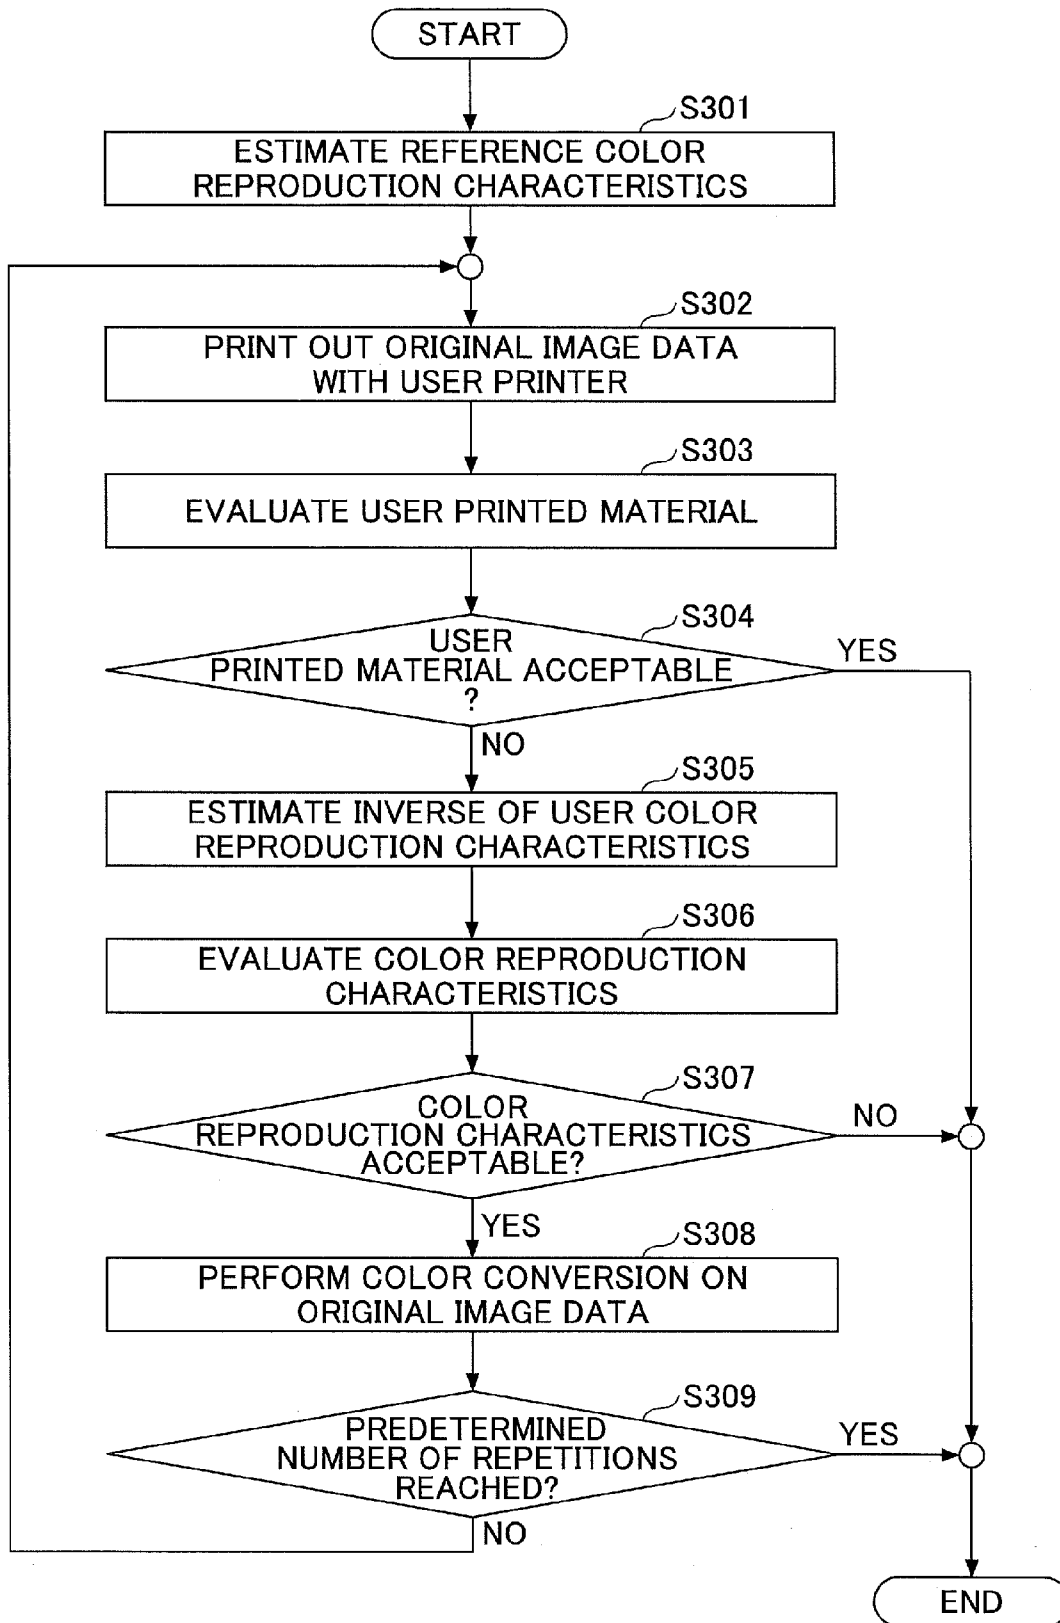 START
S301
ESTIMATE REFERENCE COLOR
REPRODUCTION CHARACTERISTICS
S302
PRINT OUT ORIGINAL IMAGE DATA
WITH USER PRINTER
S303
EVALUATE USER PRINTED MATERIAL
S304
USER
PRINTED MATERIAL ACCEPTABLE
?
YES
NO
S305
ESTIMATE INVERSE OF USER COLOR
REPRODUCTION CHARACTERISTICS
S306
EVALUATE COLOR REPRODUCTION
CHARACTERISTICS
S307
COLOR
REPRODUCTION CHARACTERISTICS
ACCEPTABLE?
NO
YES
S308
PERFORM COLOR CONVERSION ON
ORIGINAL IMAGE DATA
S309
PREDETERMINED
NUMBER OF REPETITIONS
REACHED?
YES
NO
END